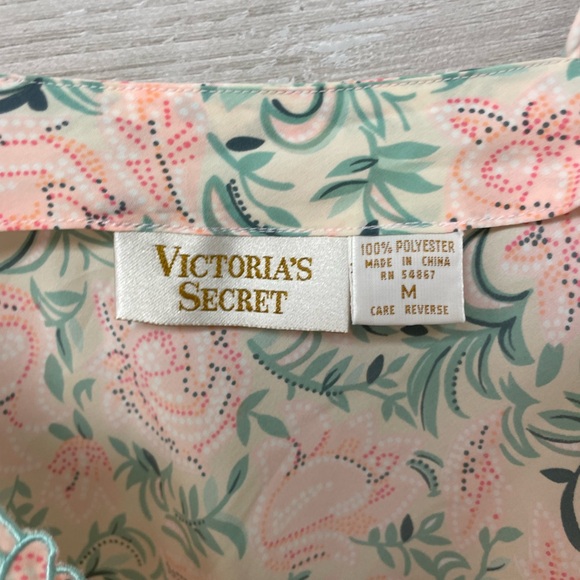 VICTORIA'S
SECRET
100% POLYESTER
MADE IN CHINA
RN 54867
M
CARE REVERSE